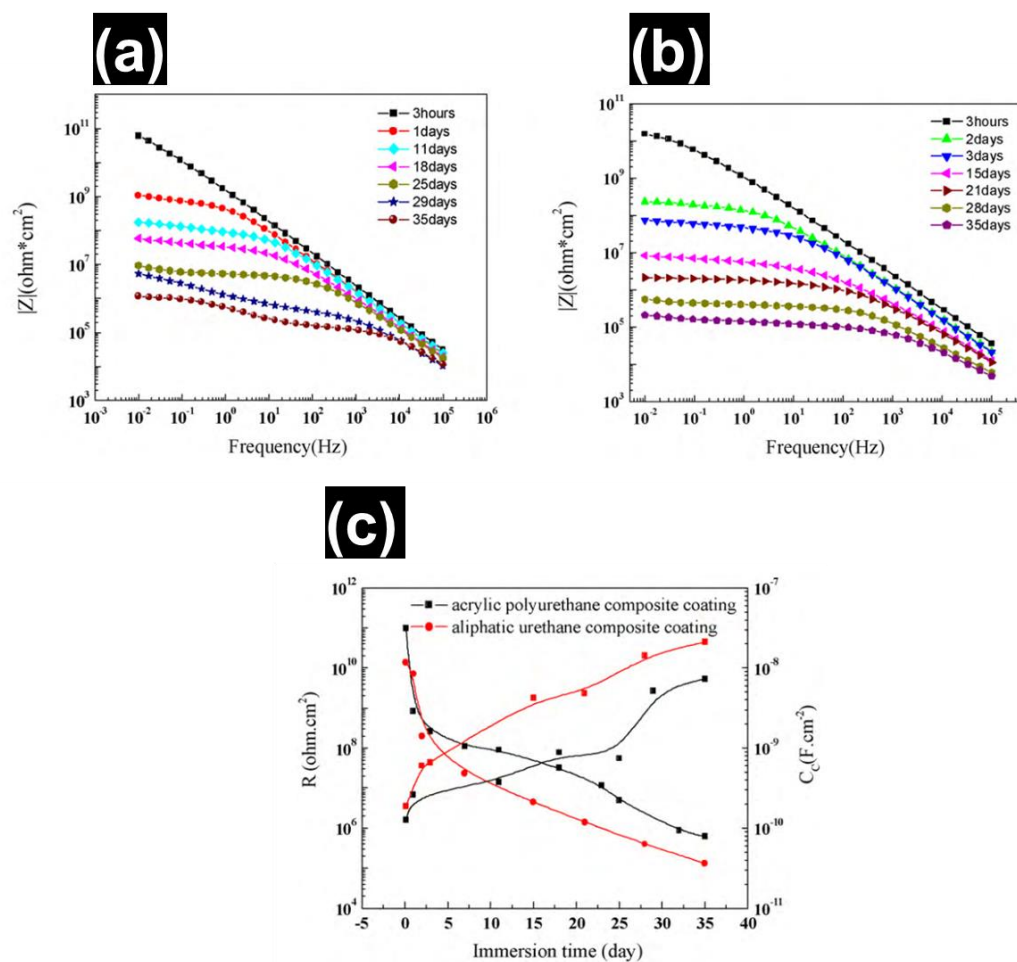 (a)
10^11
10^9
10^7
10^5
10^3
|Z|(ohm*cm^2)
3hours
1days
11days
18days
25days
29days
35days
10^-3 10^-2 10^-1 10^0 10^1 10^2 10^3 10^4 10^5 10^6
Frequency(Hz)
(b)
10^11
10^9
10^7
10^5
10^3
|Z|(ohm*cm^2)
3hours
2days
3days
15days
21days
28days
35days
10^-2 10^-1 10^0 10^1 10^2 10^3 10^4 10^5
Frequency(Hz)
(c)
10^12
10^10
10^8
10^6
10^4
R (ohm.cm^2)
acrylic polyurethane composite coating
aliphatic urethane composite coating
10^-7
10^-8
10^-9
10^-10
10^-11
C_C(F.cm^-2)
-5 0 5 10 15 20 25 30 35 40
Immersion time (day)